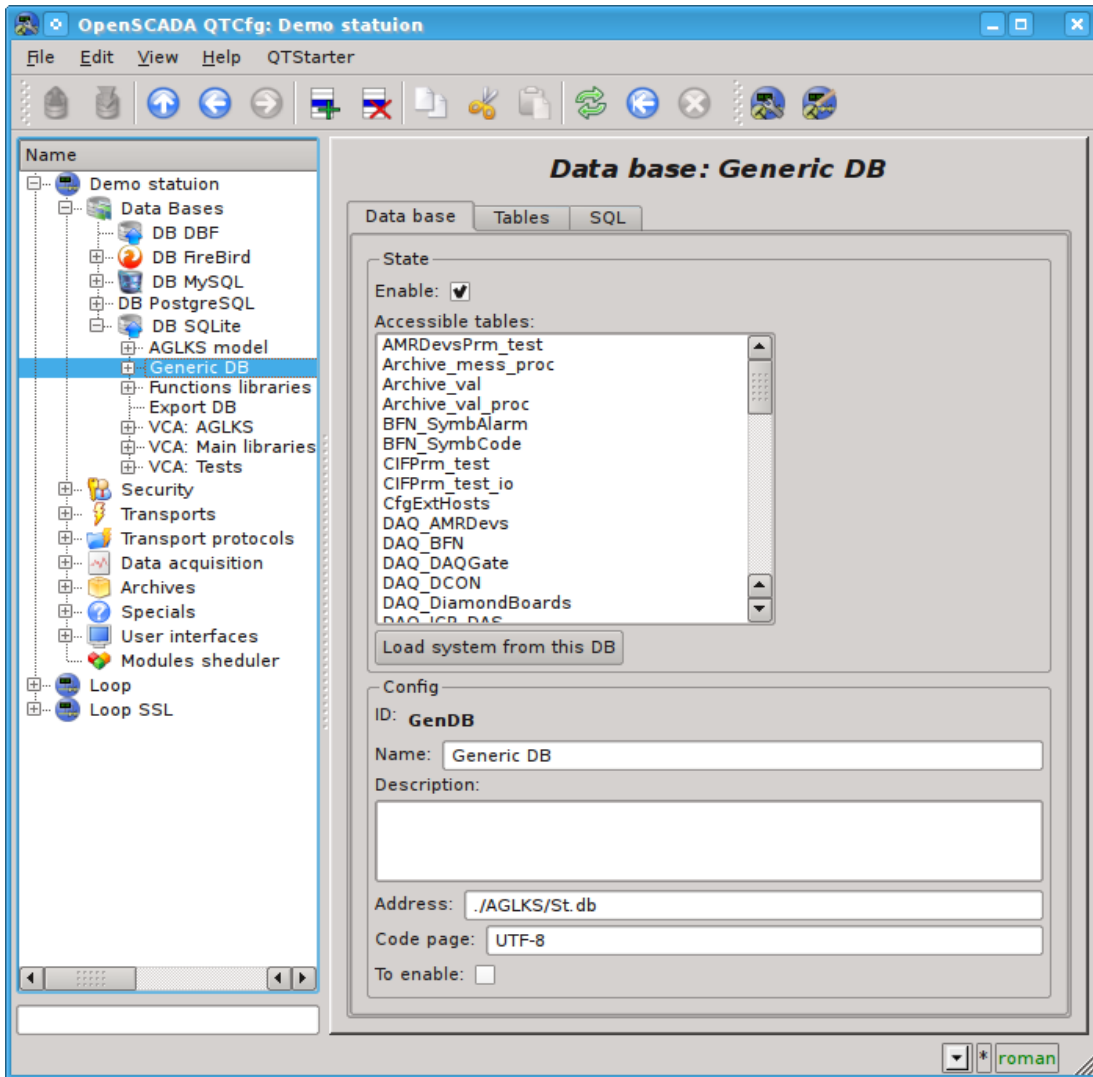 OpenSCADA QTCfg: Demo statuion
File Edit View Help QTStarter
Name
Demo statuion
Data Bases
DB DBF
DB FireBird
DB MySQL
DB PostgreSQL
DB SQLite
AGLKS model
Generic DB
Functions libraries
Export DB
VCA: AGLKS
VCA: Main libraries
VCA: Tests
Security
Transports
Transport protocols
Data acquisition
Archives
Specials
User interfaces
Modules sheduler
Loop
Loop SSL
Data base: Generic DB
Data base Tables SQL
State
Enable:
Accessible tables:
AMRDevsPrm_test
Archive_mess_proc
Archive_val
Archive_val_proc
BFN_SymbAlarm
BFN_SymbCode
CIFPrm_test
CIFPrm_test_io
CfgExtHosts
DAQ_AMRDevs
DAQ_BFN
DAQ_DAQGate
DAQ_DCON
DAQ_DiamondBoards
DAQ_ICP_DAS
Load system from this DB
Config
ID: GenDB
Name: Generic DB
Description:
Address: ./AGLKS/St.db
Code page: UTF-8
To enable:
* roman